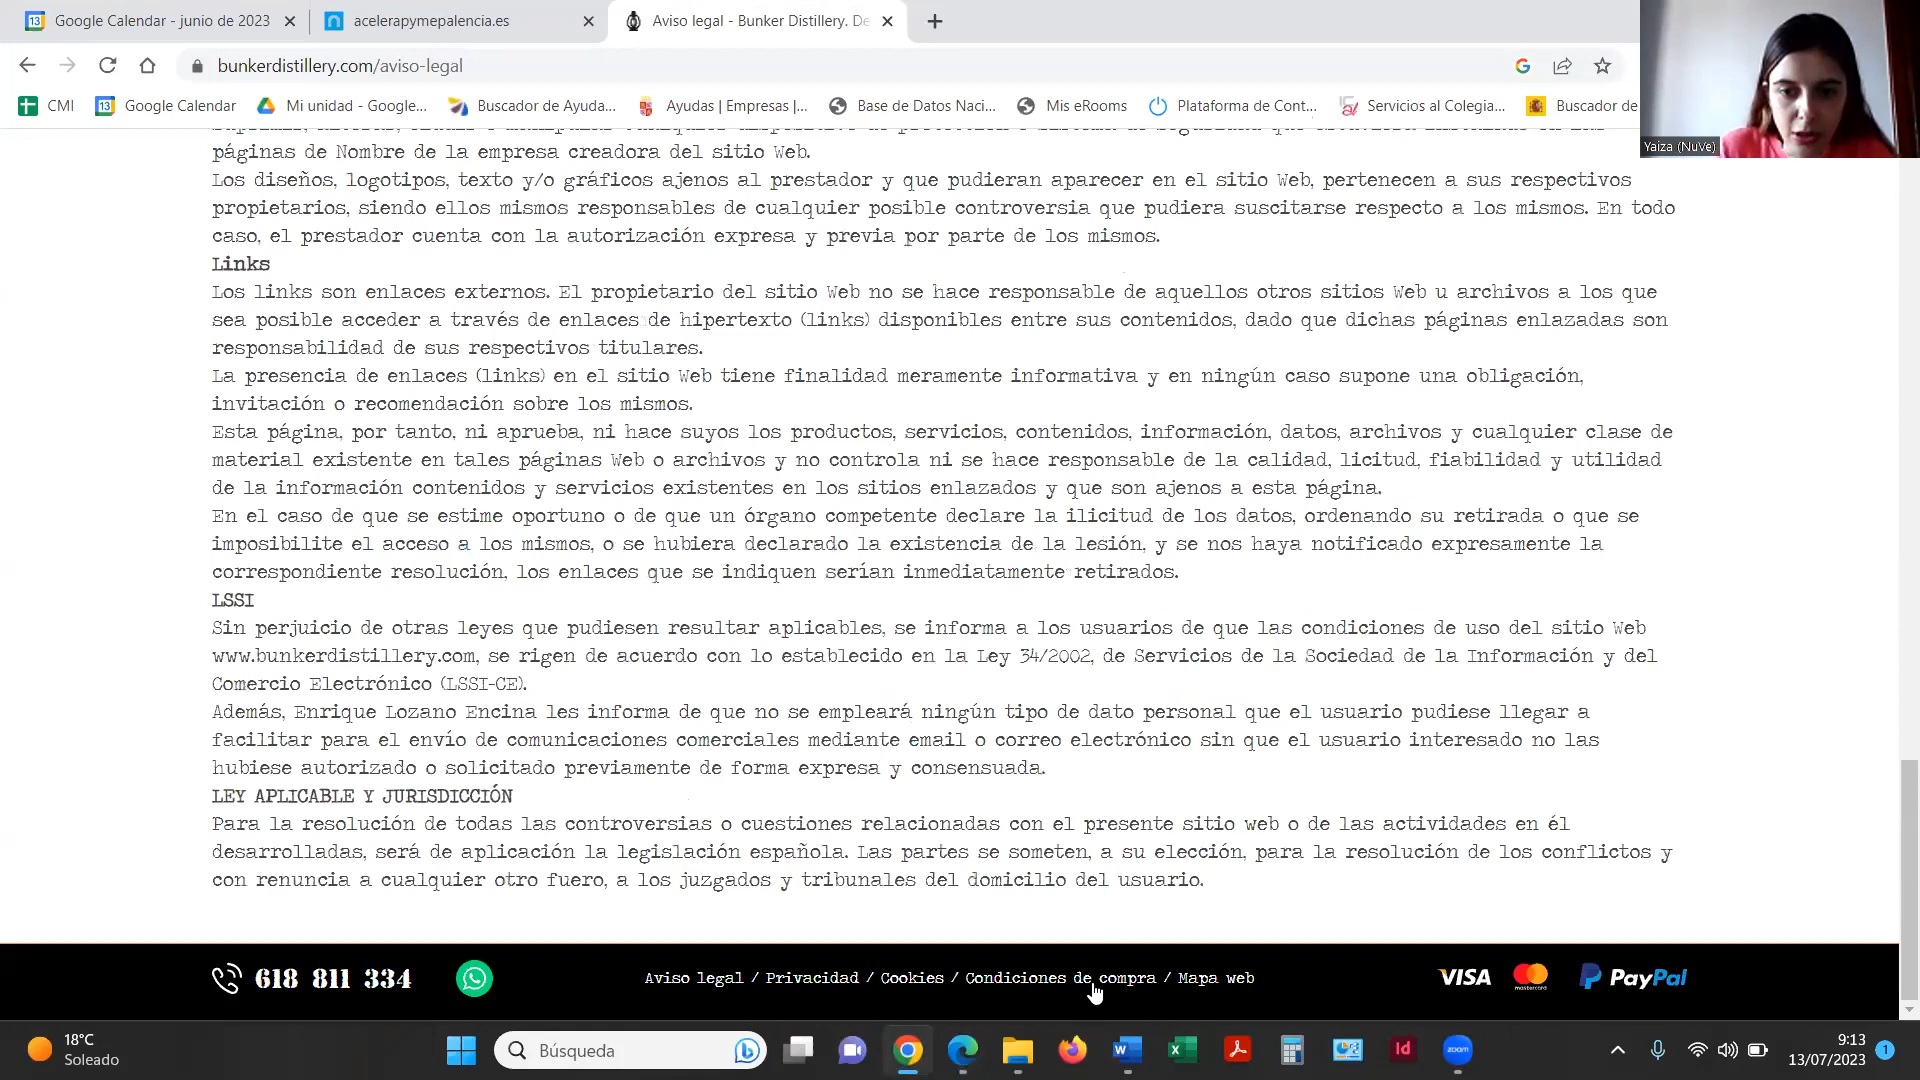 Google Calendar - junio de 2023
acelerapymepalencia.es
Aviso legal - Bunker Distillery. De
bunkerdistillery.com/aviso-legal
CMI
Google Calendar
Mi unidad - Google...
Buscador de Ayuda...
Ayudas | Empresas |...
Base de Datos Naci...
Mis eRooms
Plataforma de Cont...
Servicios al Colegia...
Buscador de
Yaiza (NuVe)
páginas de Nombre de la empresa creadora del sitio Web.
Los diseños, logotipos, texto y/o gráficos ajenos al prestador y que pudieran aparecer en el sitio Web, pertenecen a sus respectivos
propietarios, siendo ellos mismos responsables de cualquier posible controversia que pudiera suscitarse respecto a los mismos. En todo
caso, el prestador cuenta con la autorización expresa y previa por parte de los mismos.
Links
Los links son enlaces externos. El propietario del sitio Web no se hace responsable de aquellos otros sitios Web u archivos a los que
sea posible acceder a través de enlaces de hipertexto (links) disponibles entre sus contenidos, dado que dichas páginas enlazadas son
responsabilidad de sus respectivos titulares.
La presencia de enlaces (links) en el sitio Web tiene finalidad meramente informativa y en ningún caso supone una obligación,
invitación o recomendación sobre los mismos.
Esta página, por tanto, ni aprueba, ni hace suyos los productos, servicios, contenidos, información, datos, archivos y cualquier clase de
material existente en tales páginas Web o archivos y no controla ni se hace responsable de la calidad, licitud, fiabilidad y utilidad
de la información contenidos y servicios existentes en los sitios enlazados y que son ajenos a esta página.
En el caso de que se estime oportuno o de que un órgano competente declare la ilicitud de los datos, ordenando su retirada o que se
imposibilite el acceso a los mismos, o se hubiera declarado la existencia de la lesión, y se nos haya notificado expresamente la
correspondiente resolución, los enlaces que se indiquen serían inmediatamente retirados.
LSSI
Sin perjuicio de otras leyes que pudiesen resultar aplicables, se informa a los usuarios de que las condiciones de uso del sitio Web
www.bunkerdistillery.com, se rigen de acuerdo con lo establecido en la Ley 34/2002, de Servicios de la Sociedad de la Información y del
Comercio Electrónico (LSSI-CE).
Además, Enrique Lozano Encina les informa de que no se empleará ningún tipo de dato personal que el usuario pudiese llegar a
facilitar para el envío de comunicaciones comerciales mediante email o correo electrónico sin que el usuario interesado no las
hubiese autorizado o solicitado previamente de forma expresa y consensuada.
LEY APLICABLE Y JURISDICCIÓN
Para la resolución de todas las controversias o cuestiones relacionadas con el presente sitio web o de las actividades en él
desarrolladas, será de aplicación la legislación española. Las partes se someten, a su elección, para la resolución de los conflictos y
con renuncia a cualquier otro fuero, a los juzgados y tribunales del domicilio del usuario.
618 811 334
Aviso legal / Privacidad / Cookies / Condiciones de compra / Mapa web
VISA
mastercard
PayPal
18°C
Soleado
Búsqueda
zoom
9:13
13/07/2023
1